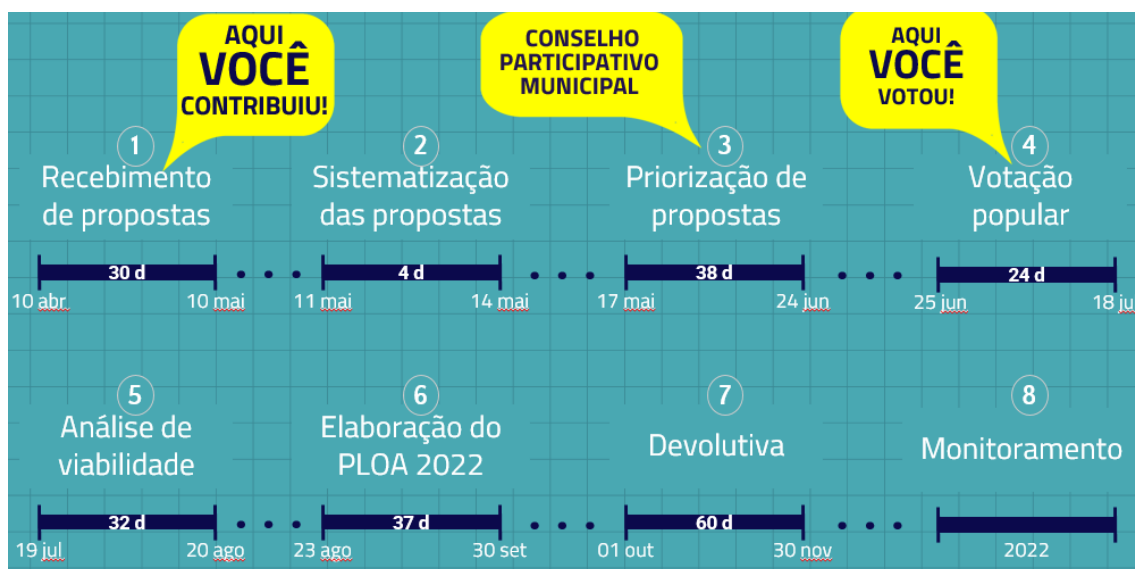 AQUI
VOCÊ
CONTRIBUIU!
CONSELHO
PARTICIPATIVO
MUNICIPAL
AQUI
VOCÊ
VOTOU!
1
Recebimento
de propostas
2
Sistematização
das propostas
3
Priorização de
propostas
4
Votação
popular
30 d
10 abr
10 mai
4 d
11 mai
14 mai
38 d
17 mai
24 jun
24 d
25 jun
18 ju
5
Análise de
viabilidade
6
Elaboração do
PLOA 2022
7
Devolutiva
8
Monitoramento
32 d
19 jul
20 ago
37 d
23 ago
30 set
60 d
01 out
30 nov
2022